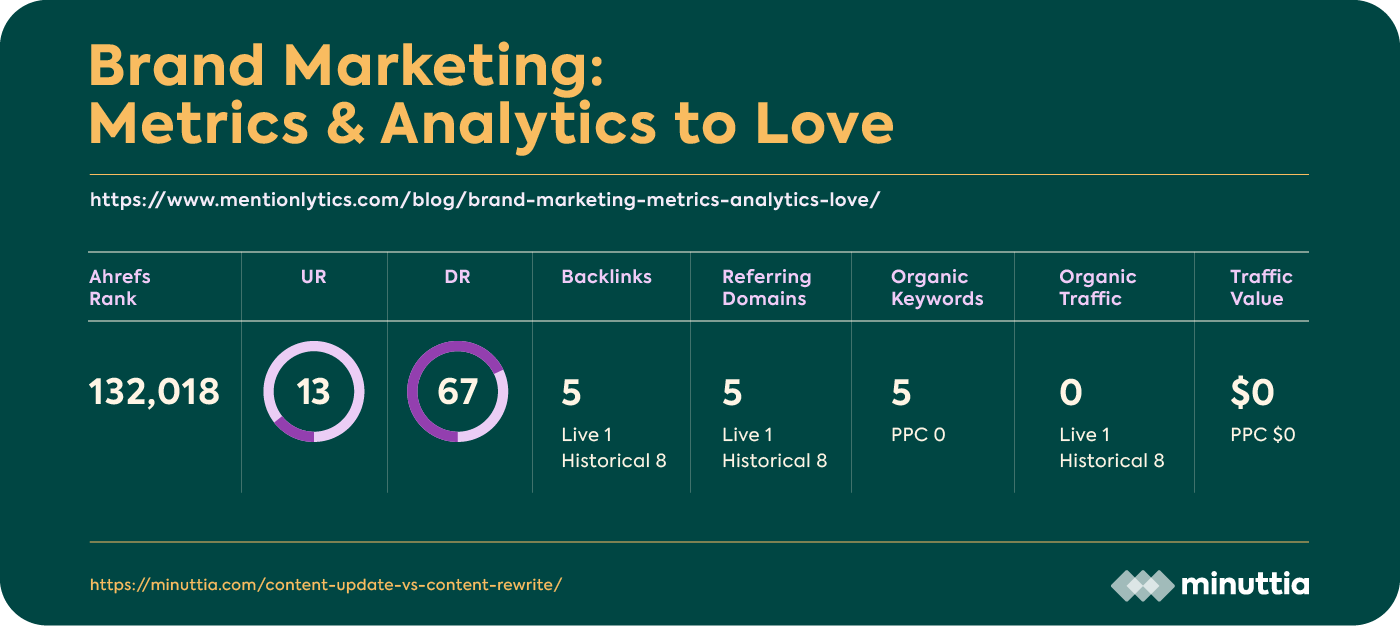 Brand Marketing:
Metrics & Analytics to Love
https://www.mentionlytics.com/blog/brand-marketing-metrics-analytics-love/
Ahrefs
Rank
UR
DR
Backlinks
Referring
Domains
Organic
Keywords
Organic
Traffic
Traffic
Value
132,018
13
67
5
Live 1
Historical 8
5
Live 1
Historical 8
5
PPC 0
0
Live 1
Historical 8
$0
PPC $0
https://minuttia.com/content-update-vs-content-rewrite/
minuttia